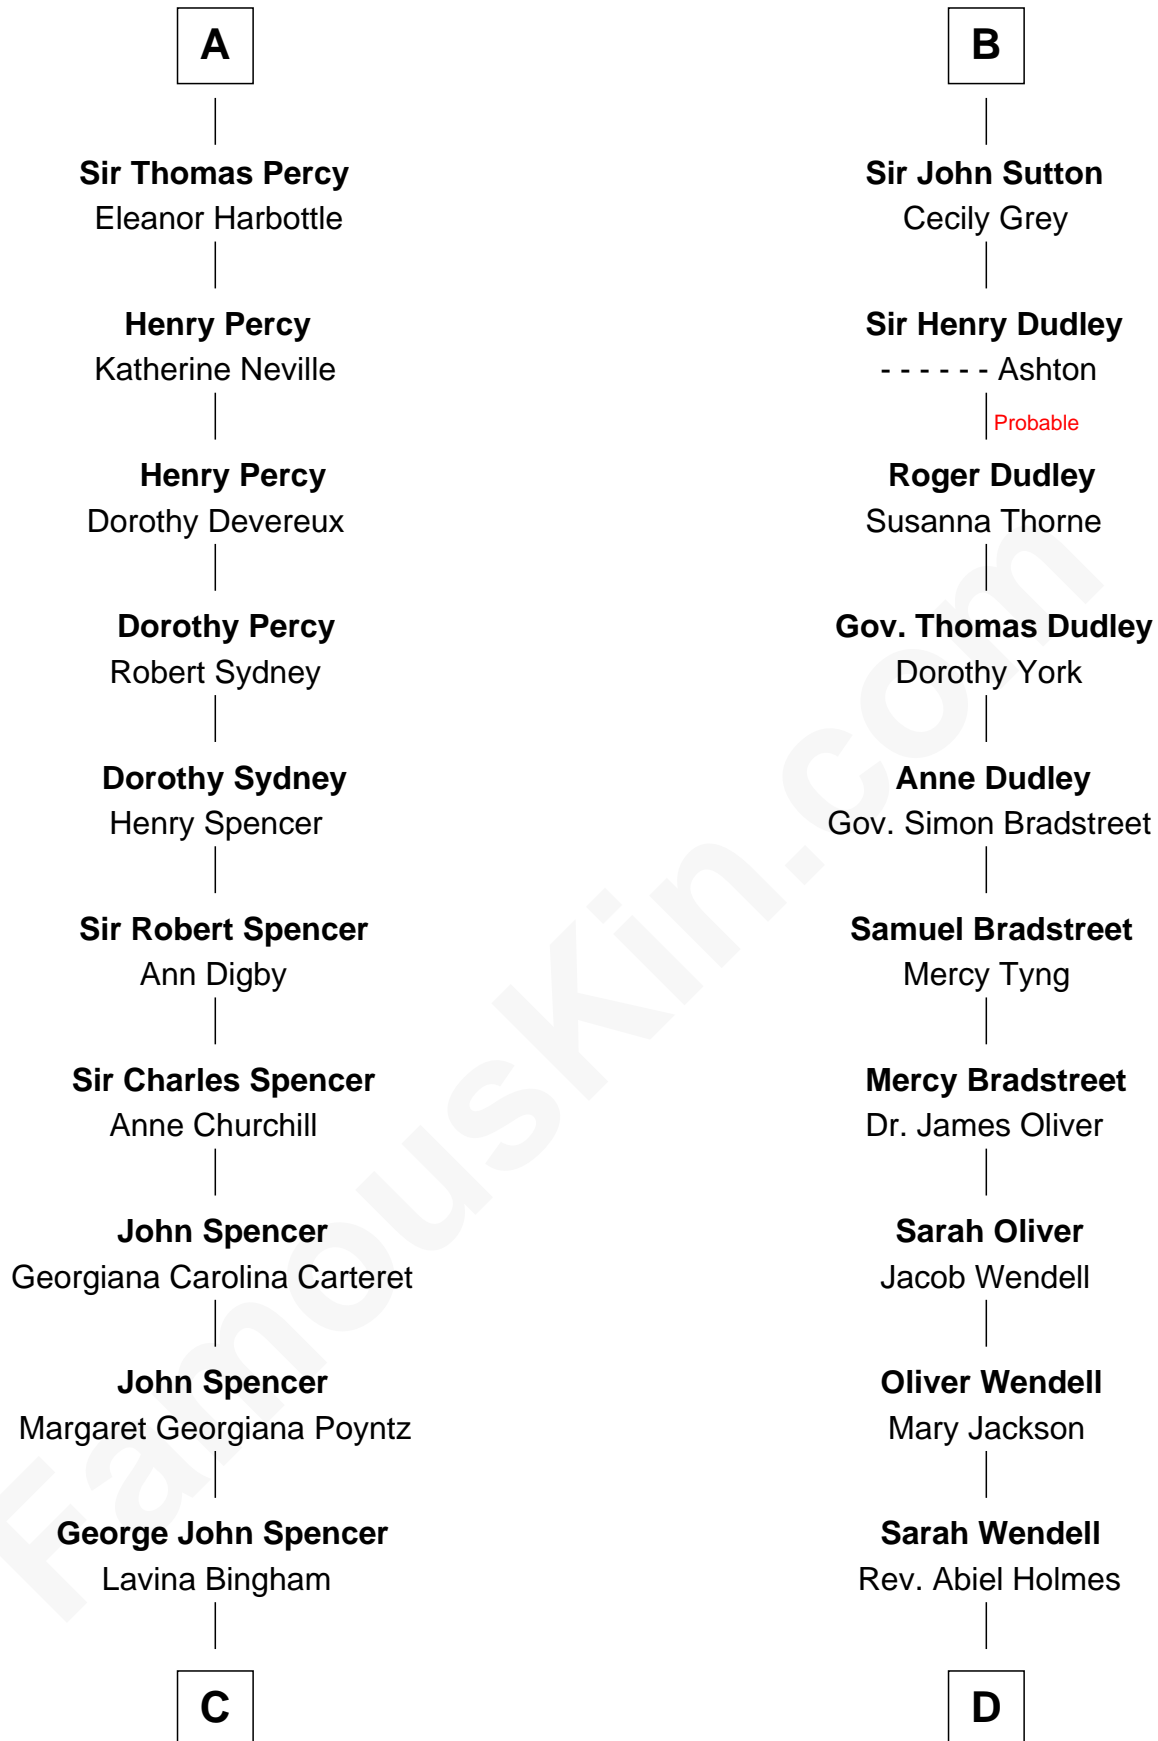 A
Sir Thomas Percy
Eleanor Harbottle
Henry Percy
Katherine Neville
Henry Percy
Dorothy Devereux
Dorothy Percy
Robert Sydney
Dorothy Sydney
Henry Spencer
Sir Robert Spencer
Ann Digby
Sir Charles Spencer
Anne Churchill
John Spencer
Georgiana Carolina Carteret
John Spencer
Margaret Georgiana Poyntz
George John Spencer
Lavina Bingham
C
B
Sir John Sutton
Cecily Grey
Sir Henry Dudley
- - - - - - Ashton
Probable
Roger Dudley
Susanna Thorne
Gov. Thomas Dudley
Dorothy York
Anne Dudley
Gov. Simon Bradstreet
Samuel Bradstreet
Mercy Tyng
Mercy Bradstreet
Dr. James Oliver
Sarah Oliver
Jacob Wendell
Oliver Wendell
Mary Jackson
Sarah Wendell
Rev. Abiel Holmes
D
FamousKin.com